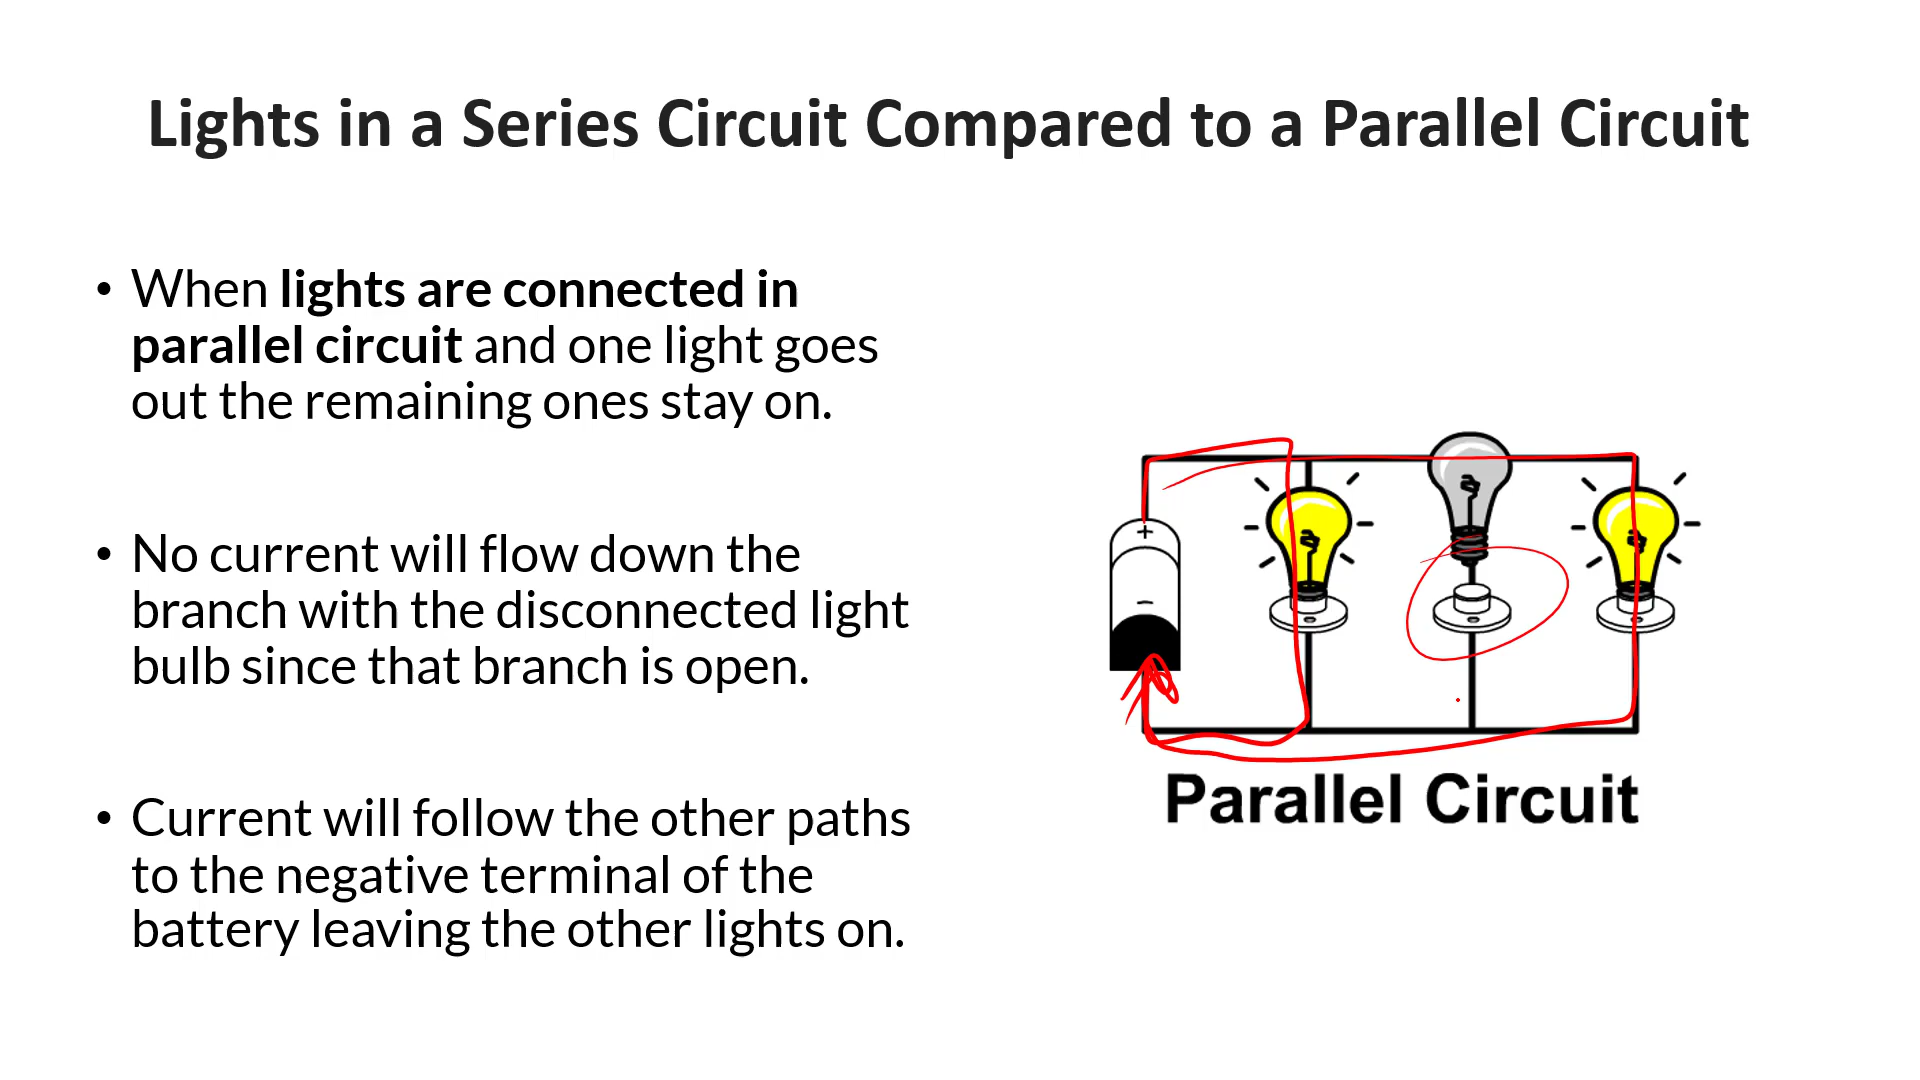 Lights in a Series Circuit Compared to a Parallel Circuit
• When lights are connected in
parallel circuit and one light goes
out the remaining ones stay on.
• No current will flow down the
branch with the disconnected light
bulb since that branch is open.
• Current will follow the other paths
to the negative terminal of the
battery leaving the other lights on.
+
−
Parallel Circuit